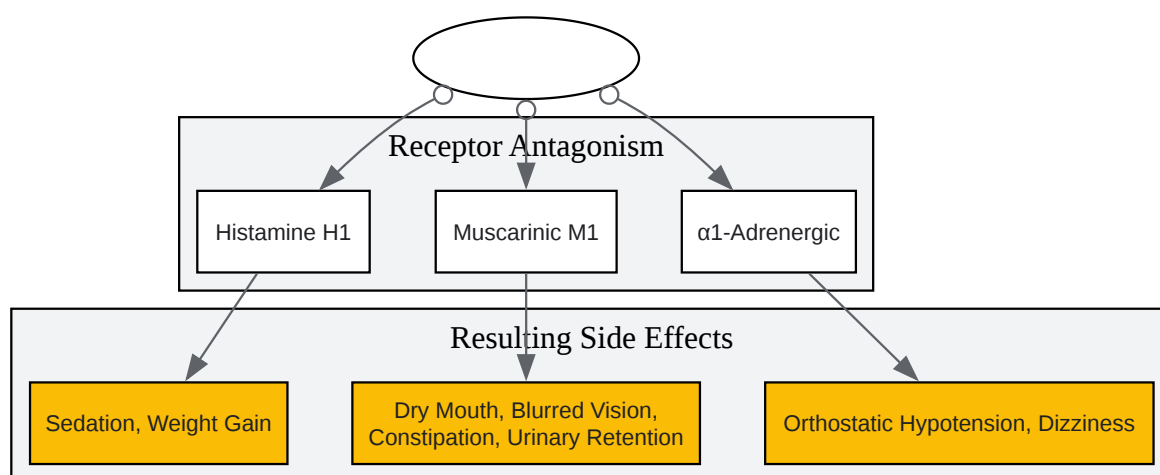 Receptor Antagonism
Histamine H1
Muscarinic M1
α1-Adrenergic
Resulting Side Effects
Sedation, Weight Gain
Dry Mouth, Blurred Vision,
Constipation, Urinary Retention
Orthostatic Hypotension, Dizziness